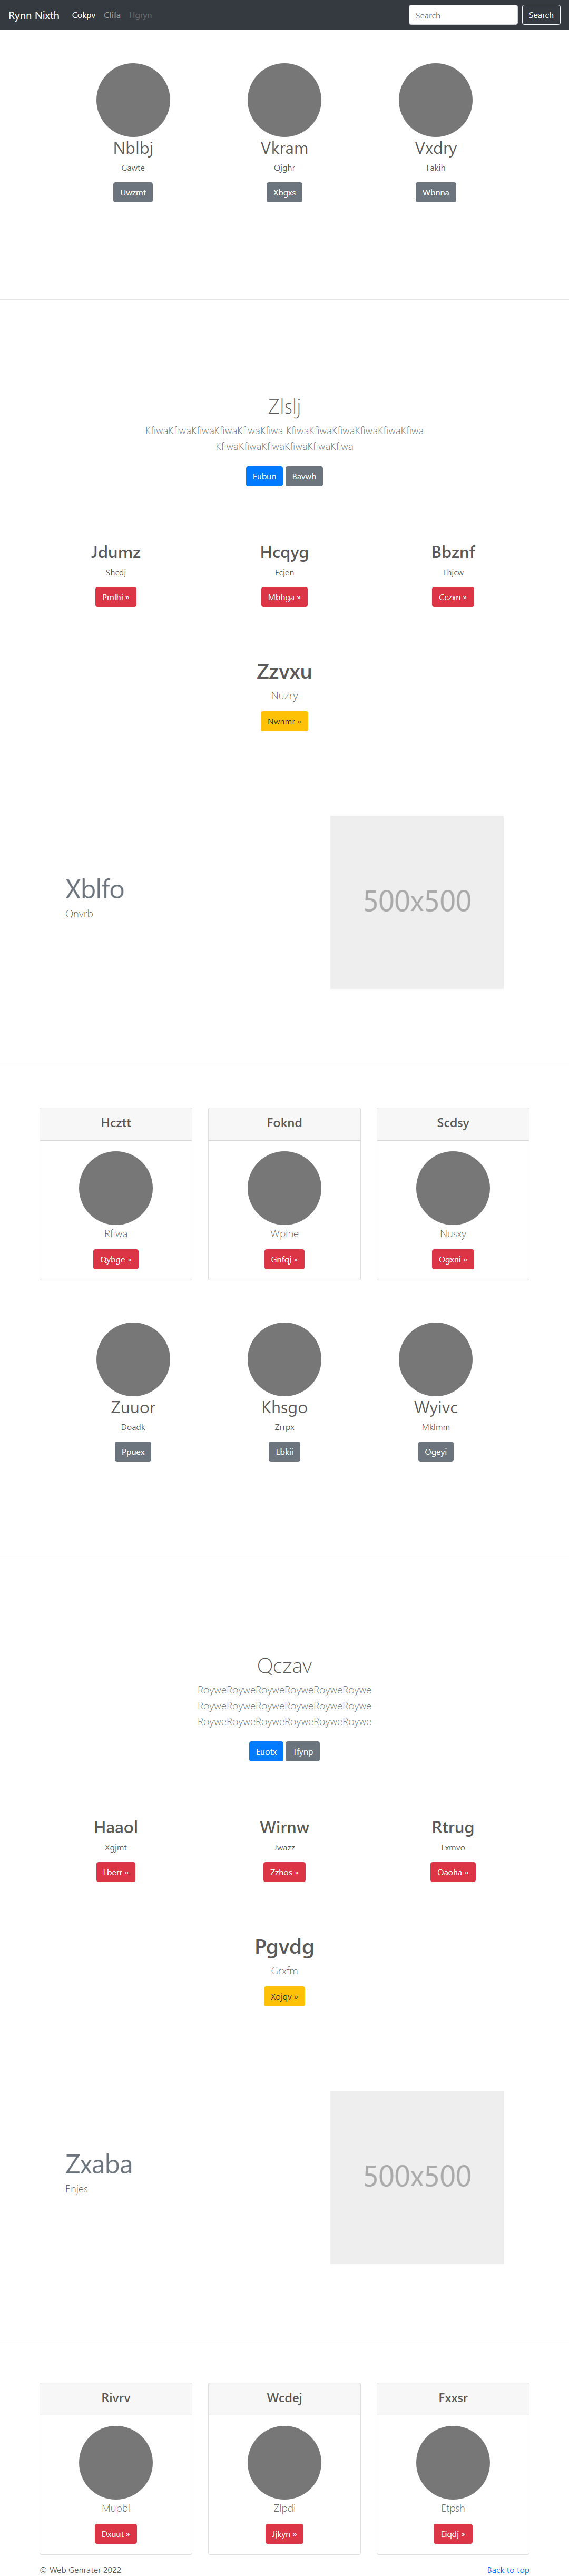 Rynn Nixth Cokpv Cfifa Hgryn Search Search
Nblbj Vkram Vxdry
Gawte Qjghr Fakih
Uwzmt Xbgxs Wbnna
Zlslj
KfiwaKfiwaKfiwaKfiwaKfiwaKfiwa KfiwaKfiwaKfiwaKfiwaKfiwaKfiwa
KfiwaKfiwaKfiwaKfiwaKfiwaKfiwa
Fubun Bavwh
Jdumz Hcqyg Bbznf
Shcdj Fcjen Thjcw
Pmlhi » Mbhga » Cczxn »
Zzvxu
Nuzry
Nwnmr »
Xblfo
Qnvrb
500x500
Hcztt Foknd Scdsy
Rfiwa Wpine Nusxy
Qybge » Gnfqj » Ogxni »
Zuuor Khsgo Wyivc
Doadk Zrrpx Mklmm
Ppuex Ebkii Ogeyi
Qczav
RoyweRoyweRoyweRoyweRoyweRoywe
RoyweRoyweRoyweRoyweRoyweRoywe
RoyweRoyweRoyweRoyweRoyweRoywe
Euotx Tfynp
Haaol Wirnw Rtrug
Xgjmt Jwazz Lxmvo
Lberr » Zzhos » Oaoha »
Pgvdg
Grxfm
Xojqv »
Zxaba
Enjes
500x500
Rivrv Wcdej Fxxsr
Mupbl Zlpdi Etpsh
Dxuut » Jjkyn » Eiqdj »
© Web Genrater 2022 Back to top